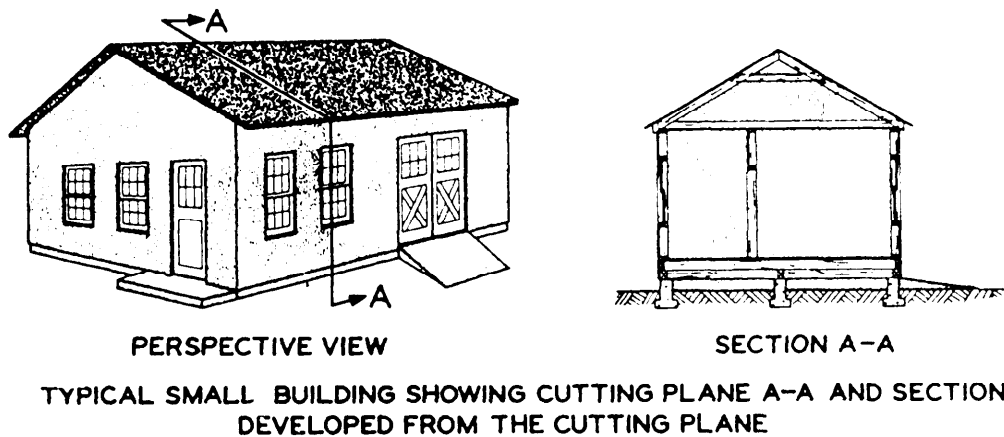 A
A
PERSPECTIVE VIEW
SECTION A-A
TYPICAL SMALL BUILDING SHOWING CUTTING PLANE A-A AND SECTION
DEVELOPED FROM THE CUTTING PLANE